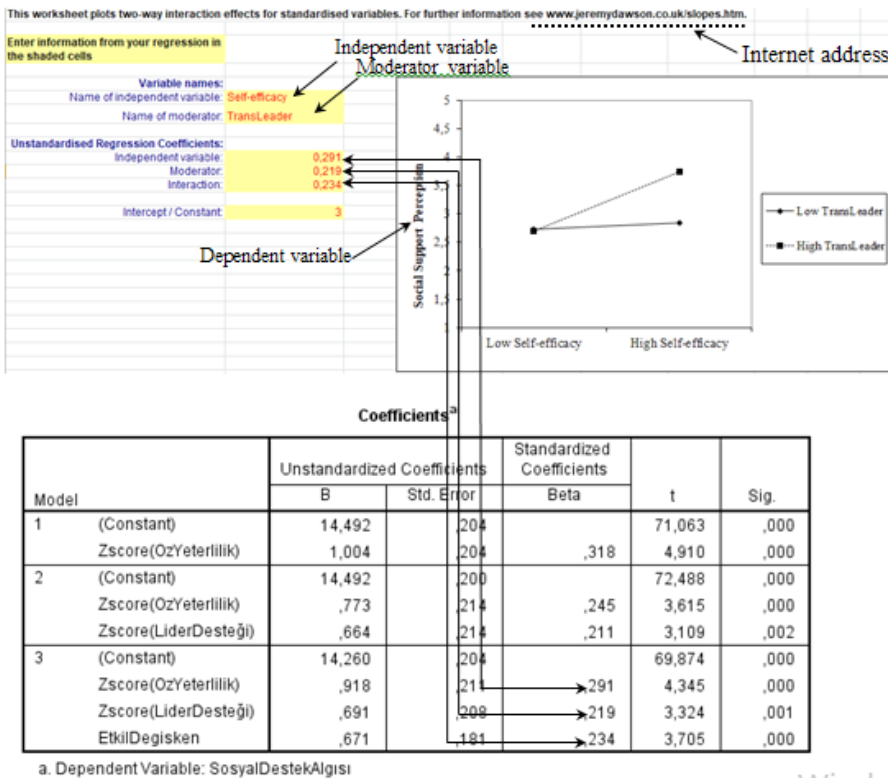 This worksheet plots two-way interaction effects for standardised variables. For further information see www.jeremydawson.co.uk/slopes.htm.
Enter information from your regression in
the shaded cells
Independent variable
Moderator variable
Internet address
Variable names:
Name of independent variable: Self-efficacy
Name of moderator: TransLeader
Unstandardised Regression Coefficients:
Independent variable: 0,291
Moderator: 0,219
Interaction: 0,234
Intercept / Constant: 3
Dependent variable
Social Support Perception
5
4,5
4
3,5
3
2,5
2
1,5
1
Low Self-efficacy High Self-efficacy
Low TransLeader
High TransLeader
Coefficientsª
Model Unstandardized Coefficients Standardized Coefficients t Sig.
B Std. Error Beta
1 (Constant) 14,492 ,204 71,063 ,000
Zscore(OzYeterlilik) 1,004 ,204 ,318 4,910 ,000
2 (Constant) 14,492 ,200 72,488 ,000
Zscore(OzYeterlilik) ,773 ,214 ,245 3,615 ,000
Zscore(LiderDesteği) ,664 ,214 ,211 3,109 ,002
3 (Constant) 14,260 ,204 69,874 ,000
Zscore(OzYeterlilik) ,918 ,211 ,291 4,345 ,000
Zscore(LiderDesteği) ,691 ,208 ,219 3,324 ,001
EtkilDegisken ,671 ,181 ,234 3,705 ,000
a. Dependent Variable: SosyalDestekAlgısı